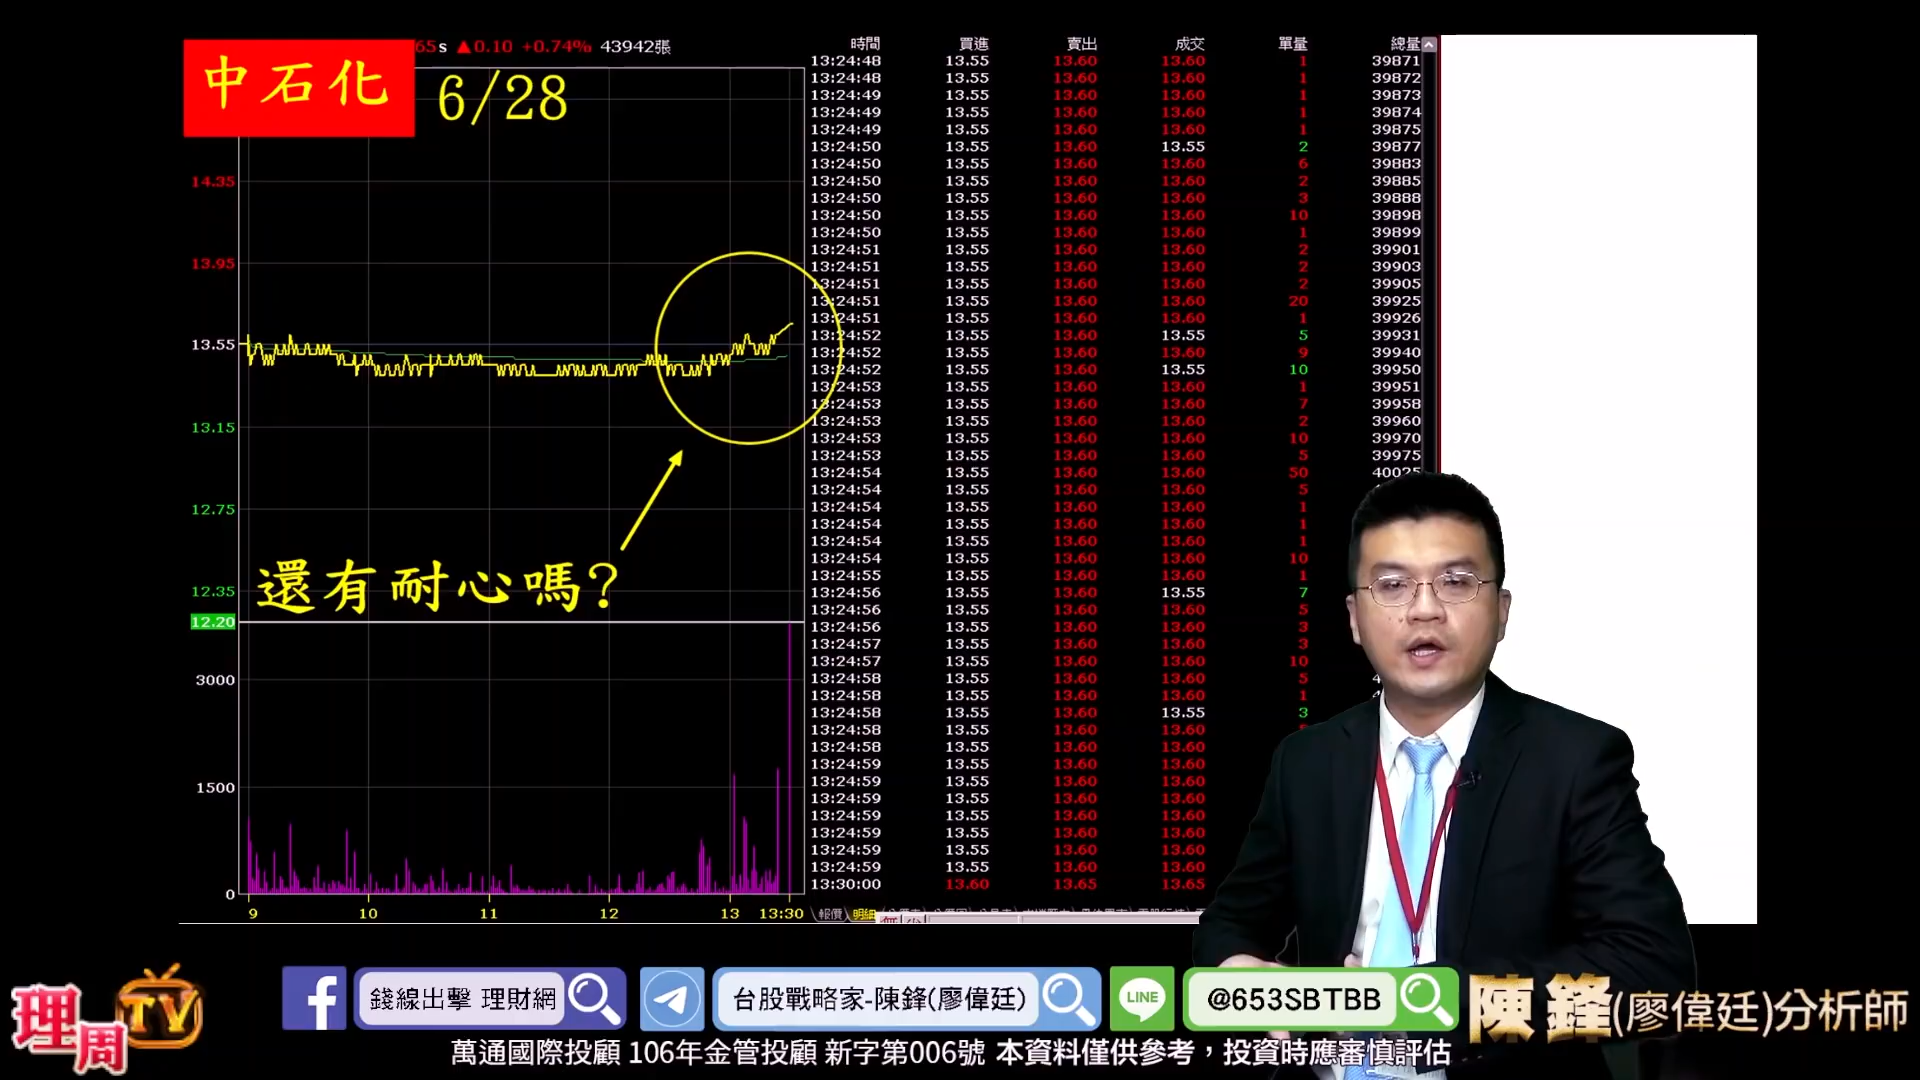 中石化
6/28
65s ▲0.10 +0.74% 43942張
14.35
13.95
13.55
13.15
12.75
12.35
12.20
3000
1500
0
9 10 11 12 13 13:30
還有耐心嗎?
時間 買進 賣出 成交 單量 總量
13:24:48 13.55 13.60 13.60 1 39871
13:24:48 13.55 13.60 13.60 1 39872
13:24:49 13.55 13.60 13.60 1 39873
13:24:49 13.55 13.60 13.60 1 39874
13:24:49 13.55 13.60 13.60 1 39875
13:24:50 13.55 13.60 13.55 2 39877
13:24:50 13.55 13.60 13.60 6 39883
13:24:50 13.55 13.60 13.60 2 39885
13:24:50 13.55 13.60 13.60 3 39888
13:24:50 13.55 13.60 13.60 10 39898
13:24:50 13.55 13.60 13.60 1 39899
13:24:51 13.55 13.60 13.60 2 39901
13:24:51 13.55 13.60 13.60 2 39903
13:24:51 13.55 13.60 13.60 2 39905
13:24:51 13.55 13.60 13.60 20 39925
13:24:51 13.55 13.60 13.60 1 39926
13:24:52 13.55 13.60 13.55 5 39931
13:24:52 13.55 13.60 13.60 9 39940
13:24:52 13.55 13.60 13.55 10 39950
13:24:53 13.55 13.60 13.60 1 39951
13:24:53 13.55 13.60 13.60 7 39958
13:24:53 13.55 13.60 13.60 2 39960
13:24:53 13.55 13.60 13.60 10 39970
13:24:53 13.55 13.60 13.60 5 39975
13:24:54 13.55 13.60 13.60 50 40025
13:24:54 13.55 13.60 13.60 5
13:24:54 13.55 13.60 13.60 1
13:24:54 13.55 13.60 13.60 1
13:24:54 13.55 13.60 13.60 1
13:24:54 13.55 13.60 13.60 10
13:24:55 13.55 13.60 13.60 1
13:24:56 13.55 13.60 13.55 7
13:24:56 13.55 13.60 13.60 5
13:24:56 13.55 13.60 13.60 3
13:24:57 13.55 13.60 13.60 3
13:24:57 13.55 13.60 13.60 10
13:24:58 13.55 13.60 13.60 5
13:24:58 13.55 13.60 13.60 1
13:24:58 13.55 13.60 13.55 3
13:24:58 13.55 13.60 13.60
13:24:58 13.55 13.60 13.60
13:24:59 13.55 13.60 13.60
13:24:59 13.55 13.60 13.60
13:24:59 13.55 13.60 13.60
13:24:59 13.55 13.60 13.60
13:24:59 13.55 13.60 13.60
13:24:59 13.55 13.60 13.60
13:24:59 13.55 13.60 13.60
13:30:00 13.60 13.65 13.65
報價 明細
理周TV
錢線出擊 理財網
台股戰略家-陳鋒(廖偉廷)
LINE
@653SBTBB
陳鋒(廖偉廷)分析師
萬通國際投顧 106年金管投顧 新字第006號 本資料僅供參考，投資時應審慎評估